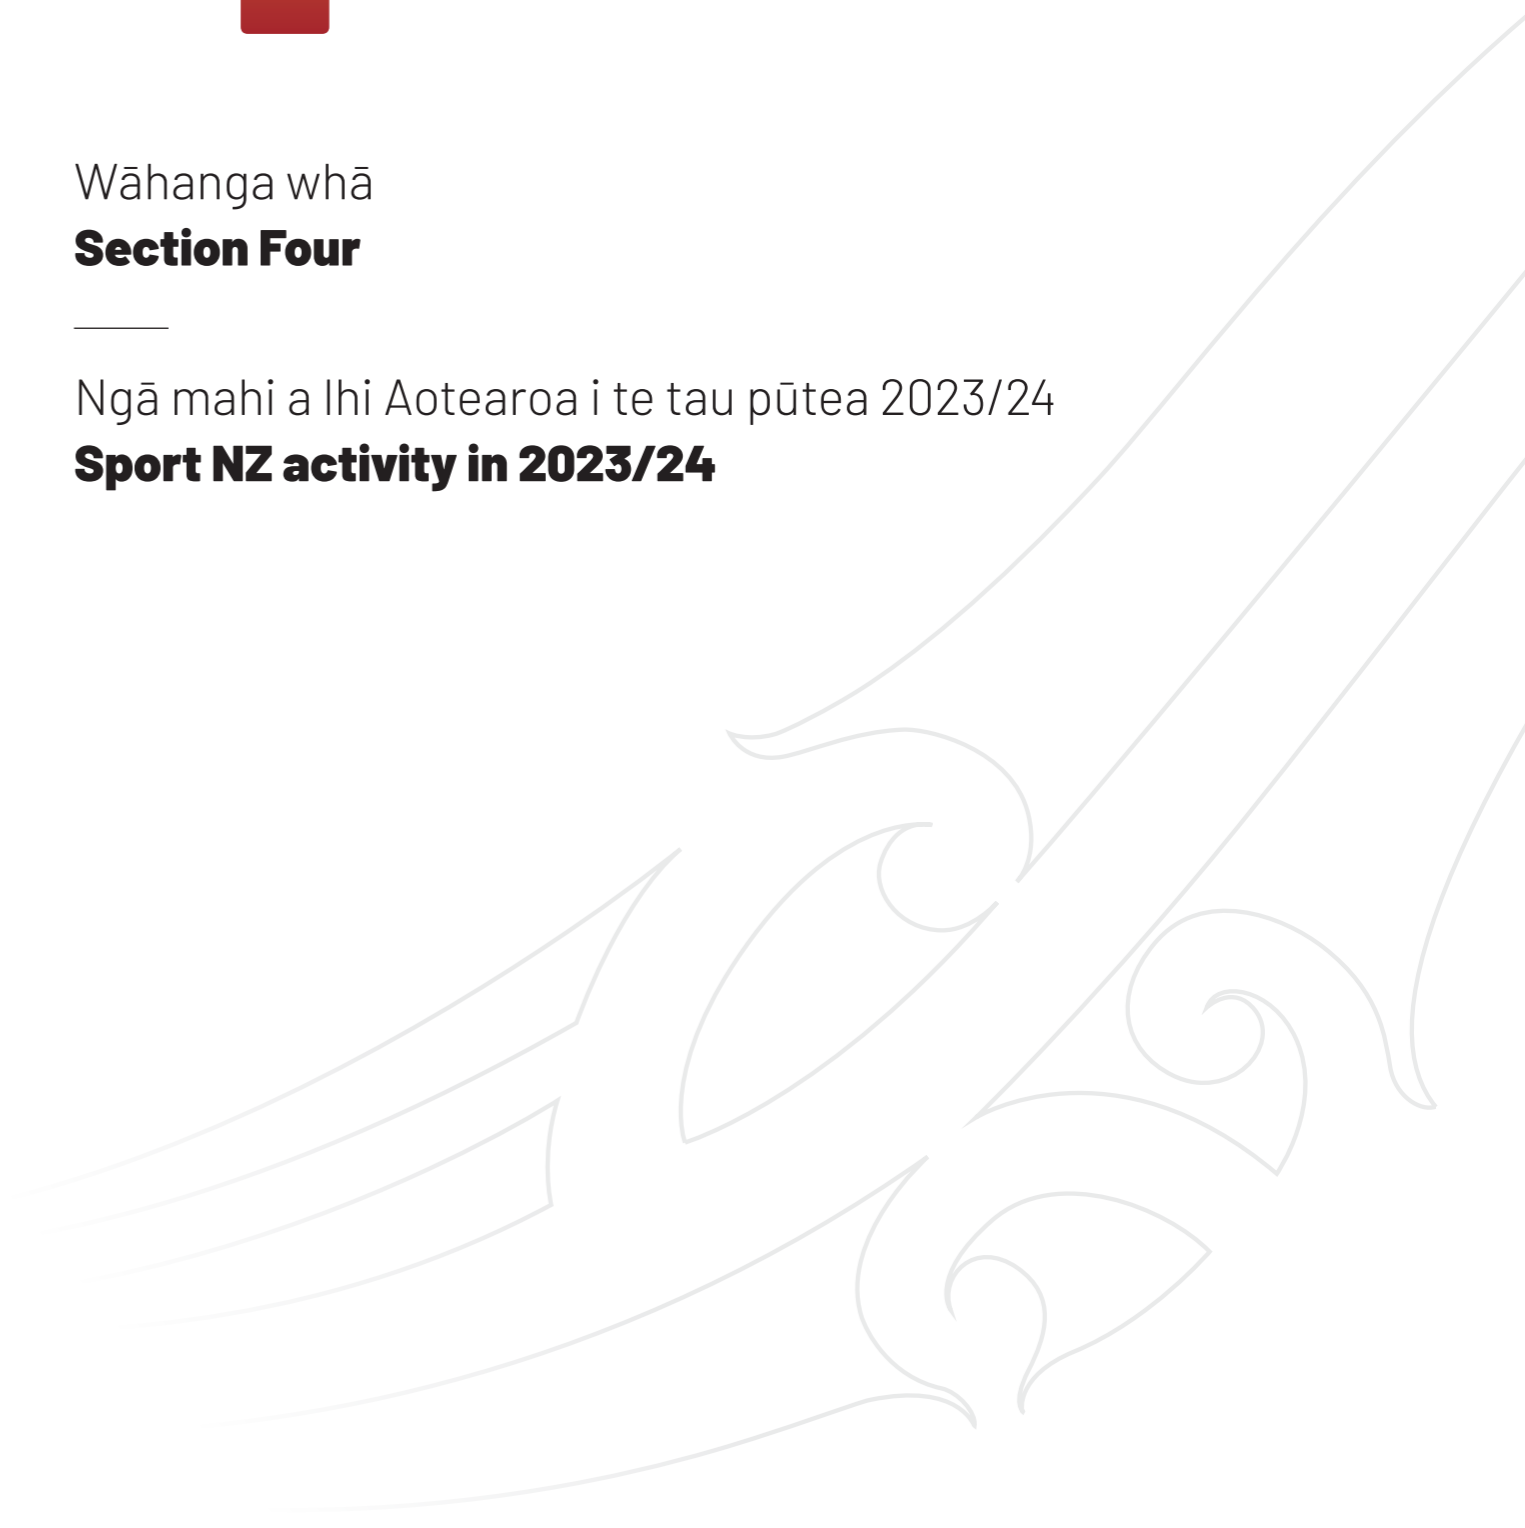 Wāhanga whā
Section Four
Ngā mahi a Ihi Aotearoa i te tau pūtea 2023/24
Sport NZ activity in 2023/24